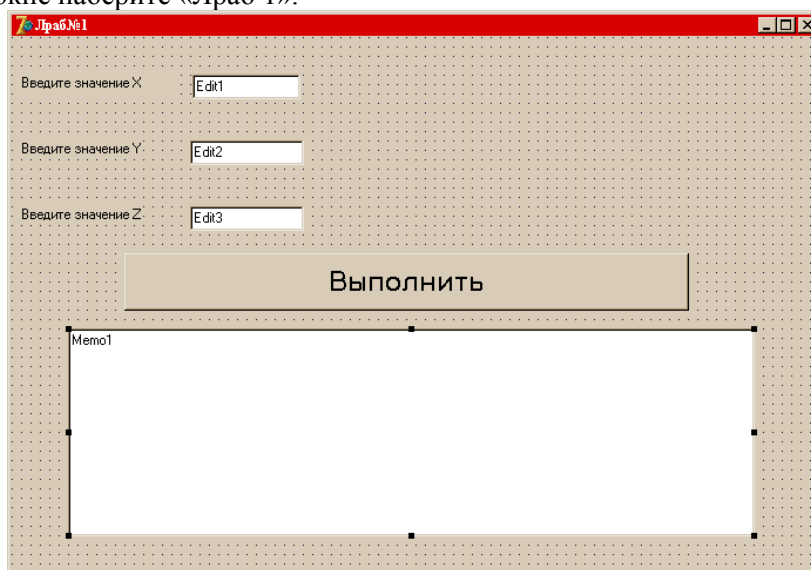 окне наберите «Лраб 1».
Лраб№1
Введите значение X
Edit1
Введите значение Y
Edit2
Введите значение Z
Edit3
Выполнить
Memo1